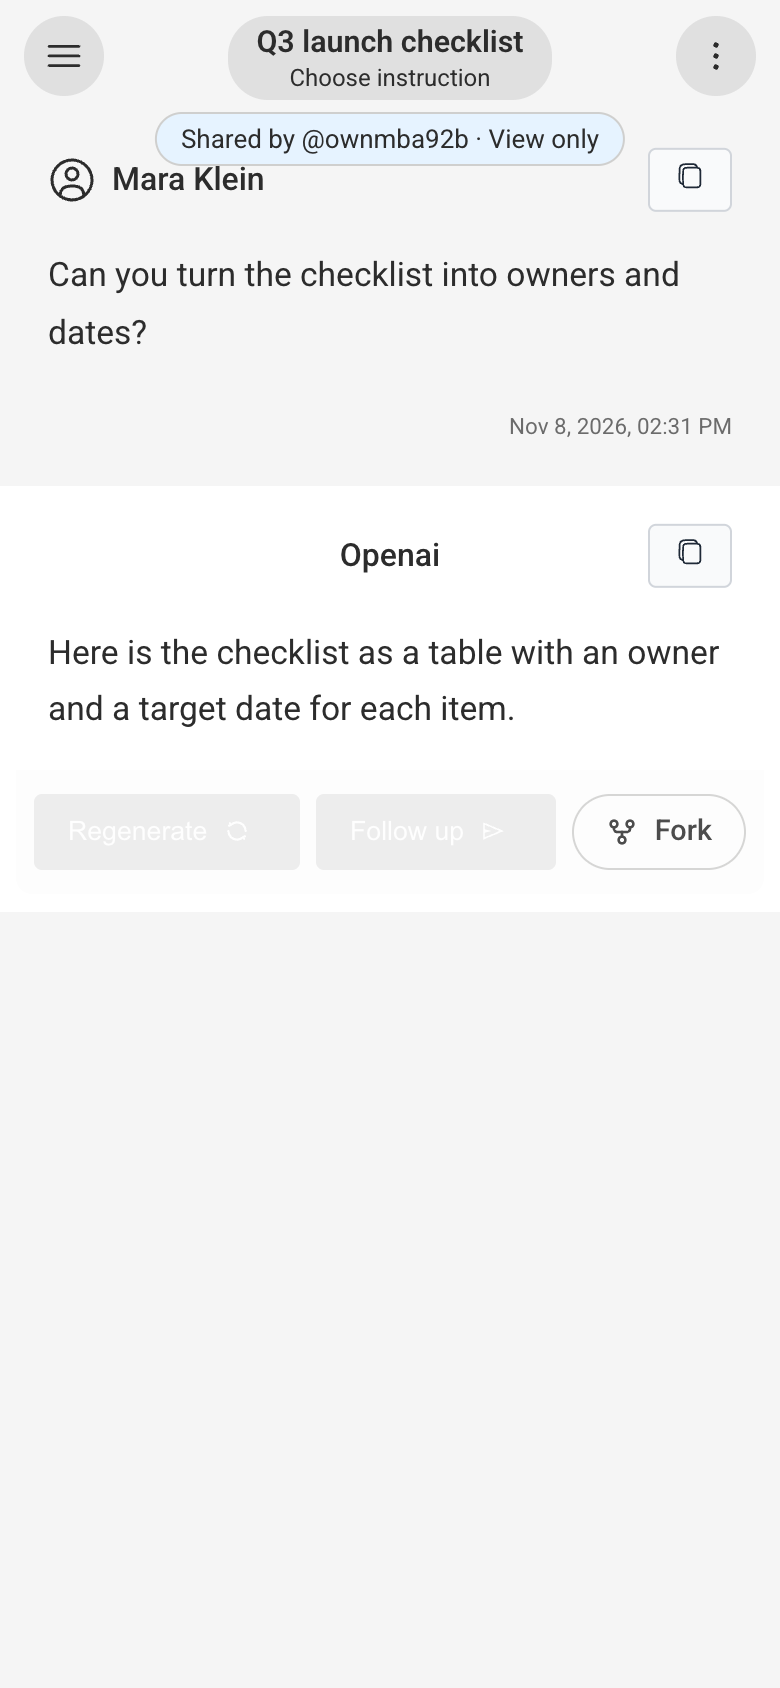 Q3 launch checklist
Choose instruction
Shared by @ownmba92b · View only
Mara Klein
Can you turn the checklist into owners and
dates?
Nov 8, 2026, 02:31 PM
Openai
Here is the checklist as a table with an owner
and a target date for each item.
Regenerate
Follow up
Fork